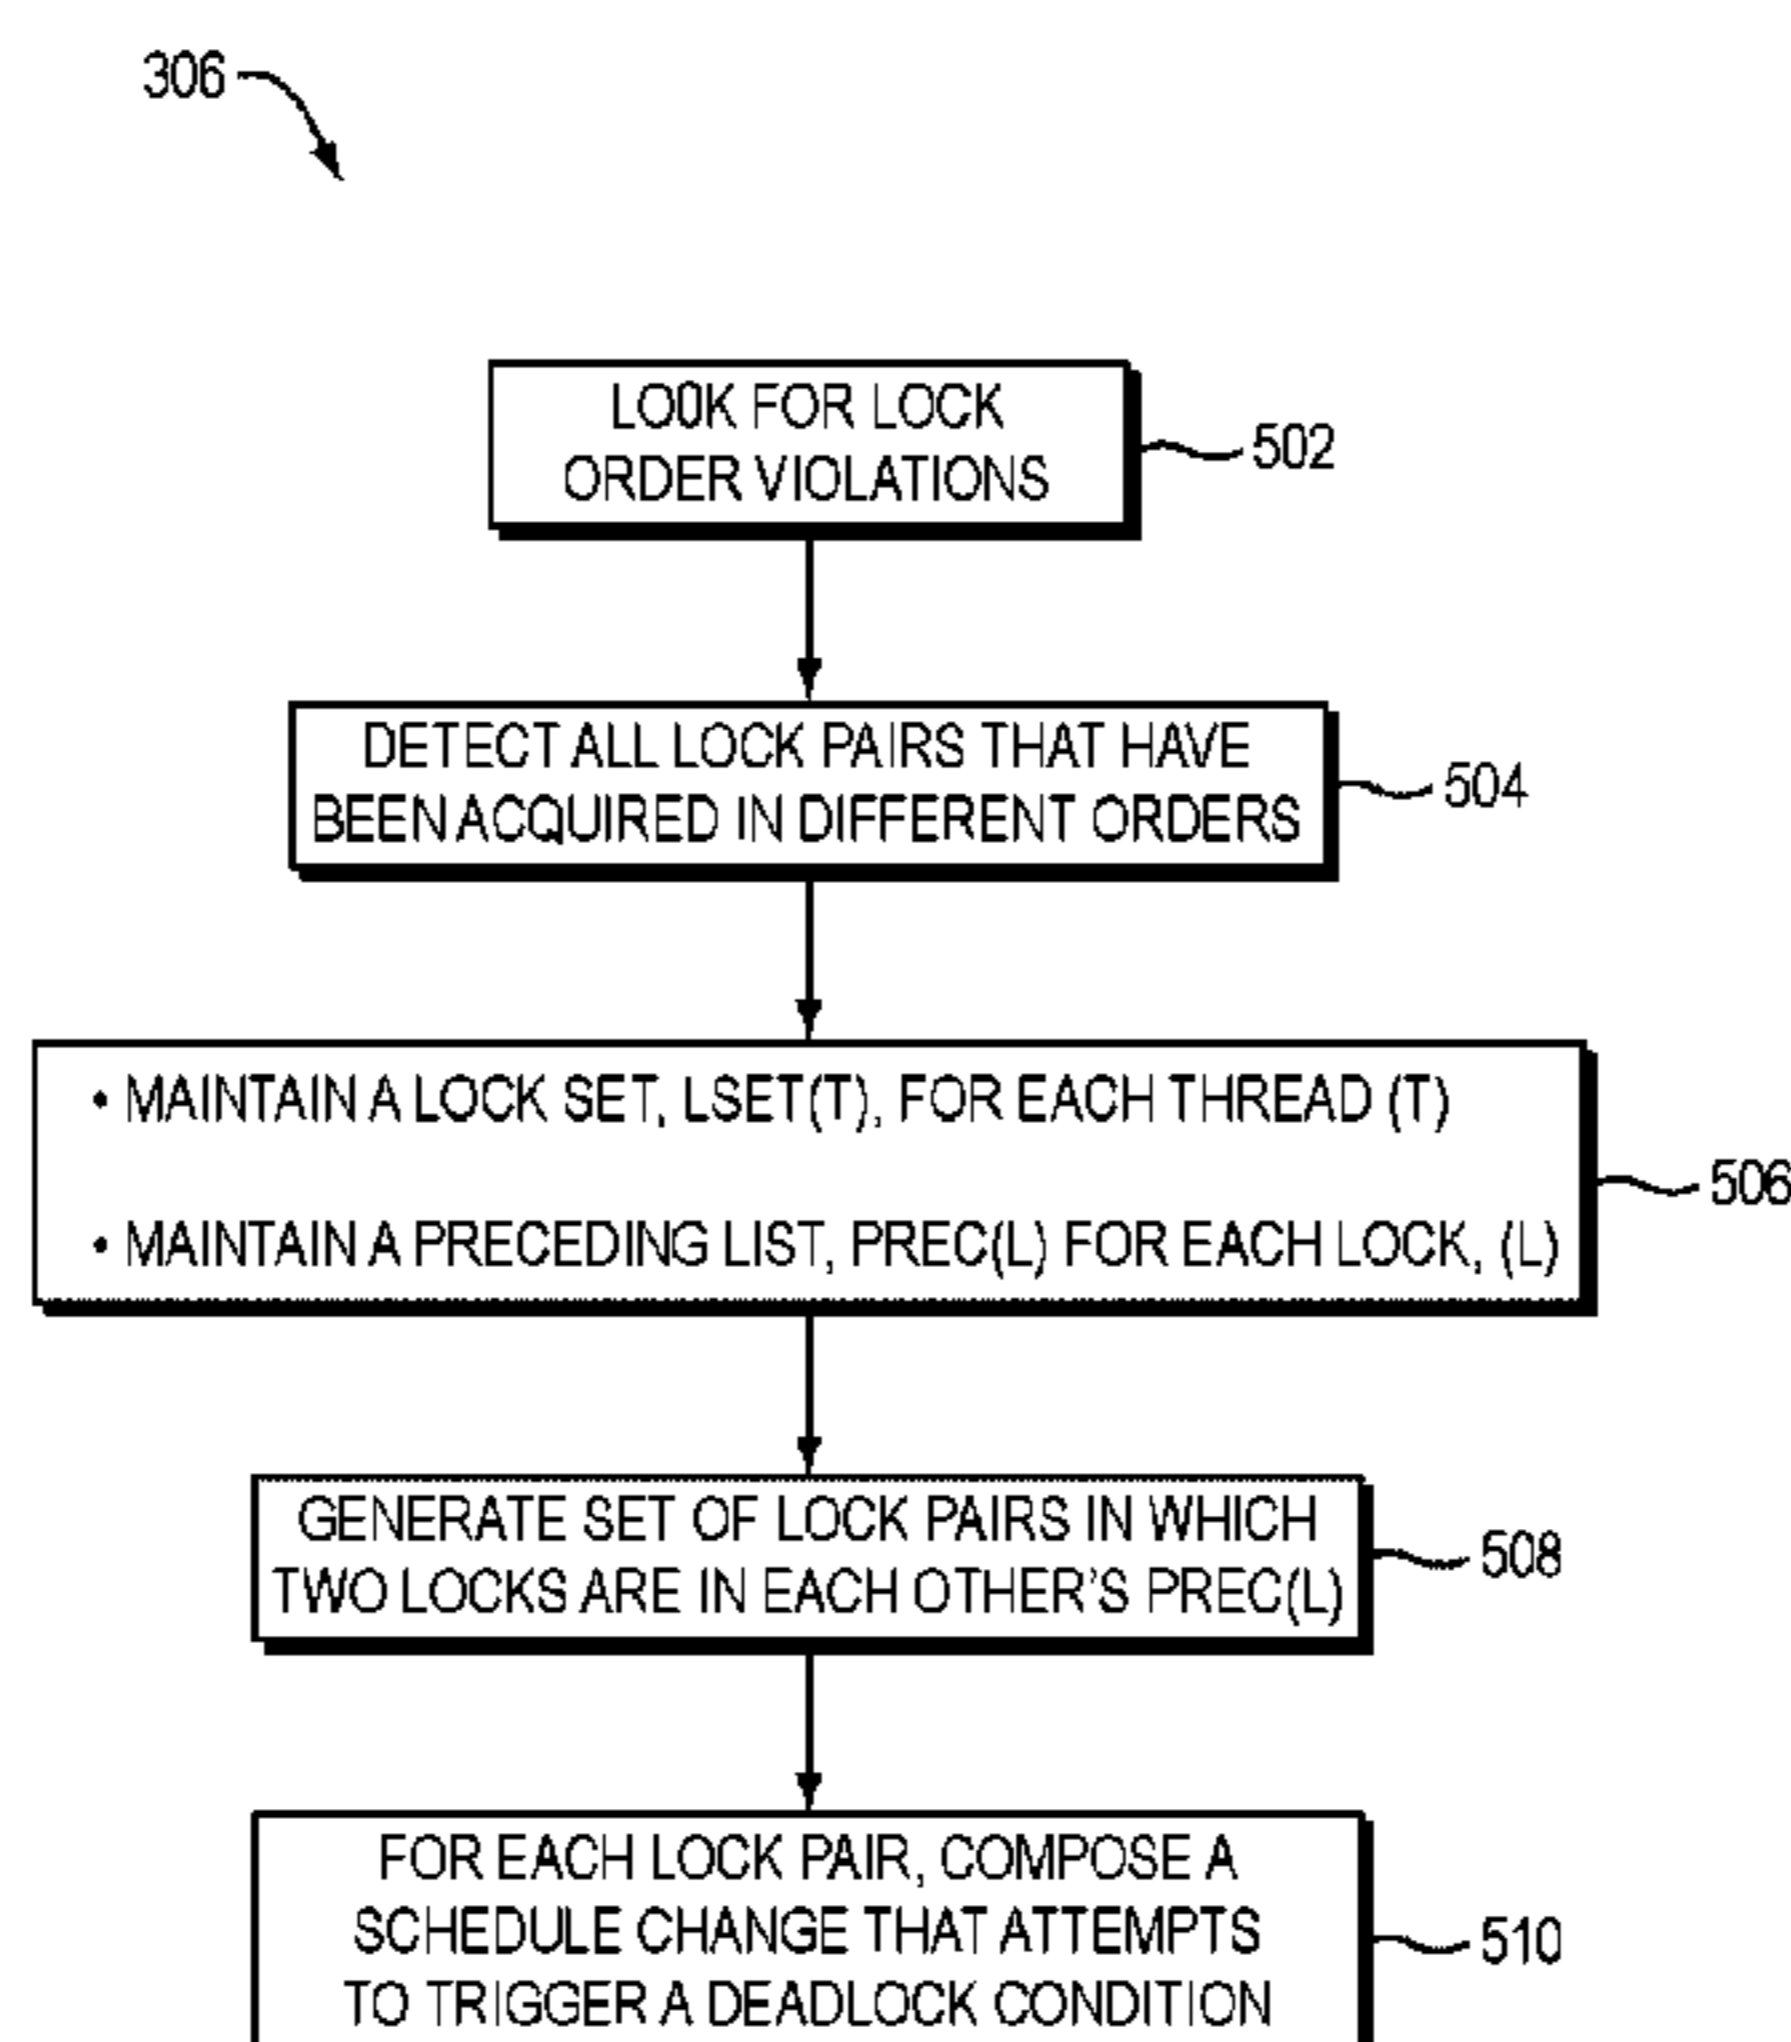 306
LOOK FOR LOCK
ORDER VIOLATIONS
502
DETECT ALL LOCK PAIRS THAT HAVE
BEEN ACQUIRED IN DIFFERENT ORDERS
504
• MAINTAIN A LOCK SET, LSET(T), FOR EACH THREAD (T)
• MAINTAIN A PRECEDING LIST, PREC(L) FOR EACH LOCK, (L)
506
GENERATE SET OF LOCK PAIRS IN WHICH
TWO LOCKS ARE IN EACH OTHER'S PREC(L)
508
FOR EACH LOCK PAIR, COMPOSE A
SCHEDULE CHANGE THAT ATTEMPTS
TO TRIGGER A DEADLOCK CONDITION
510